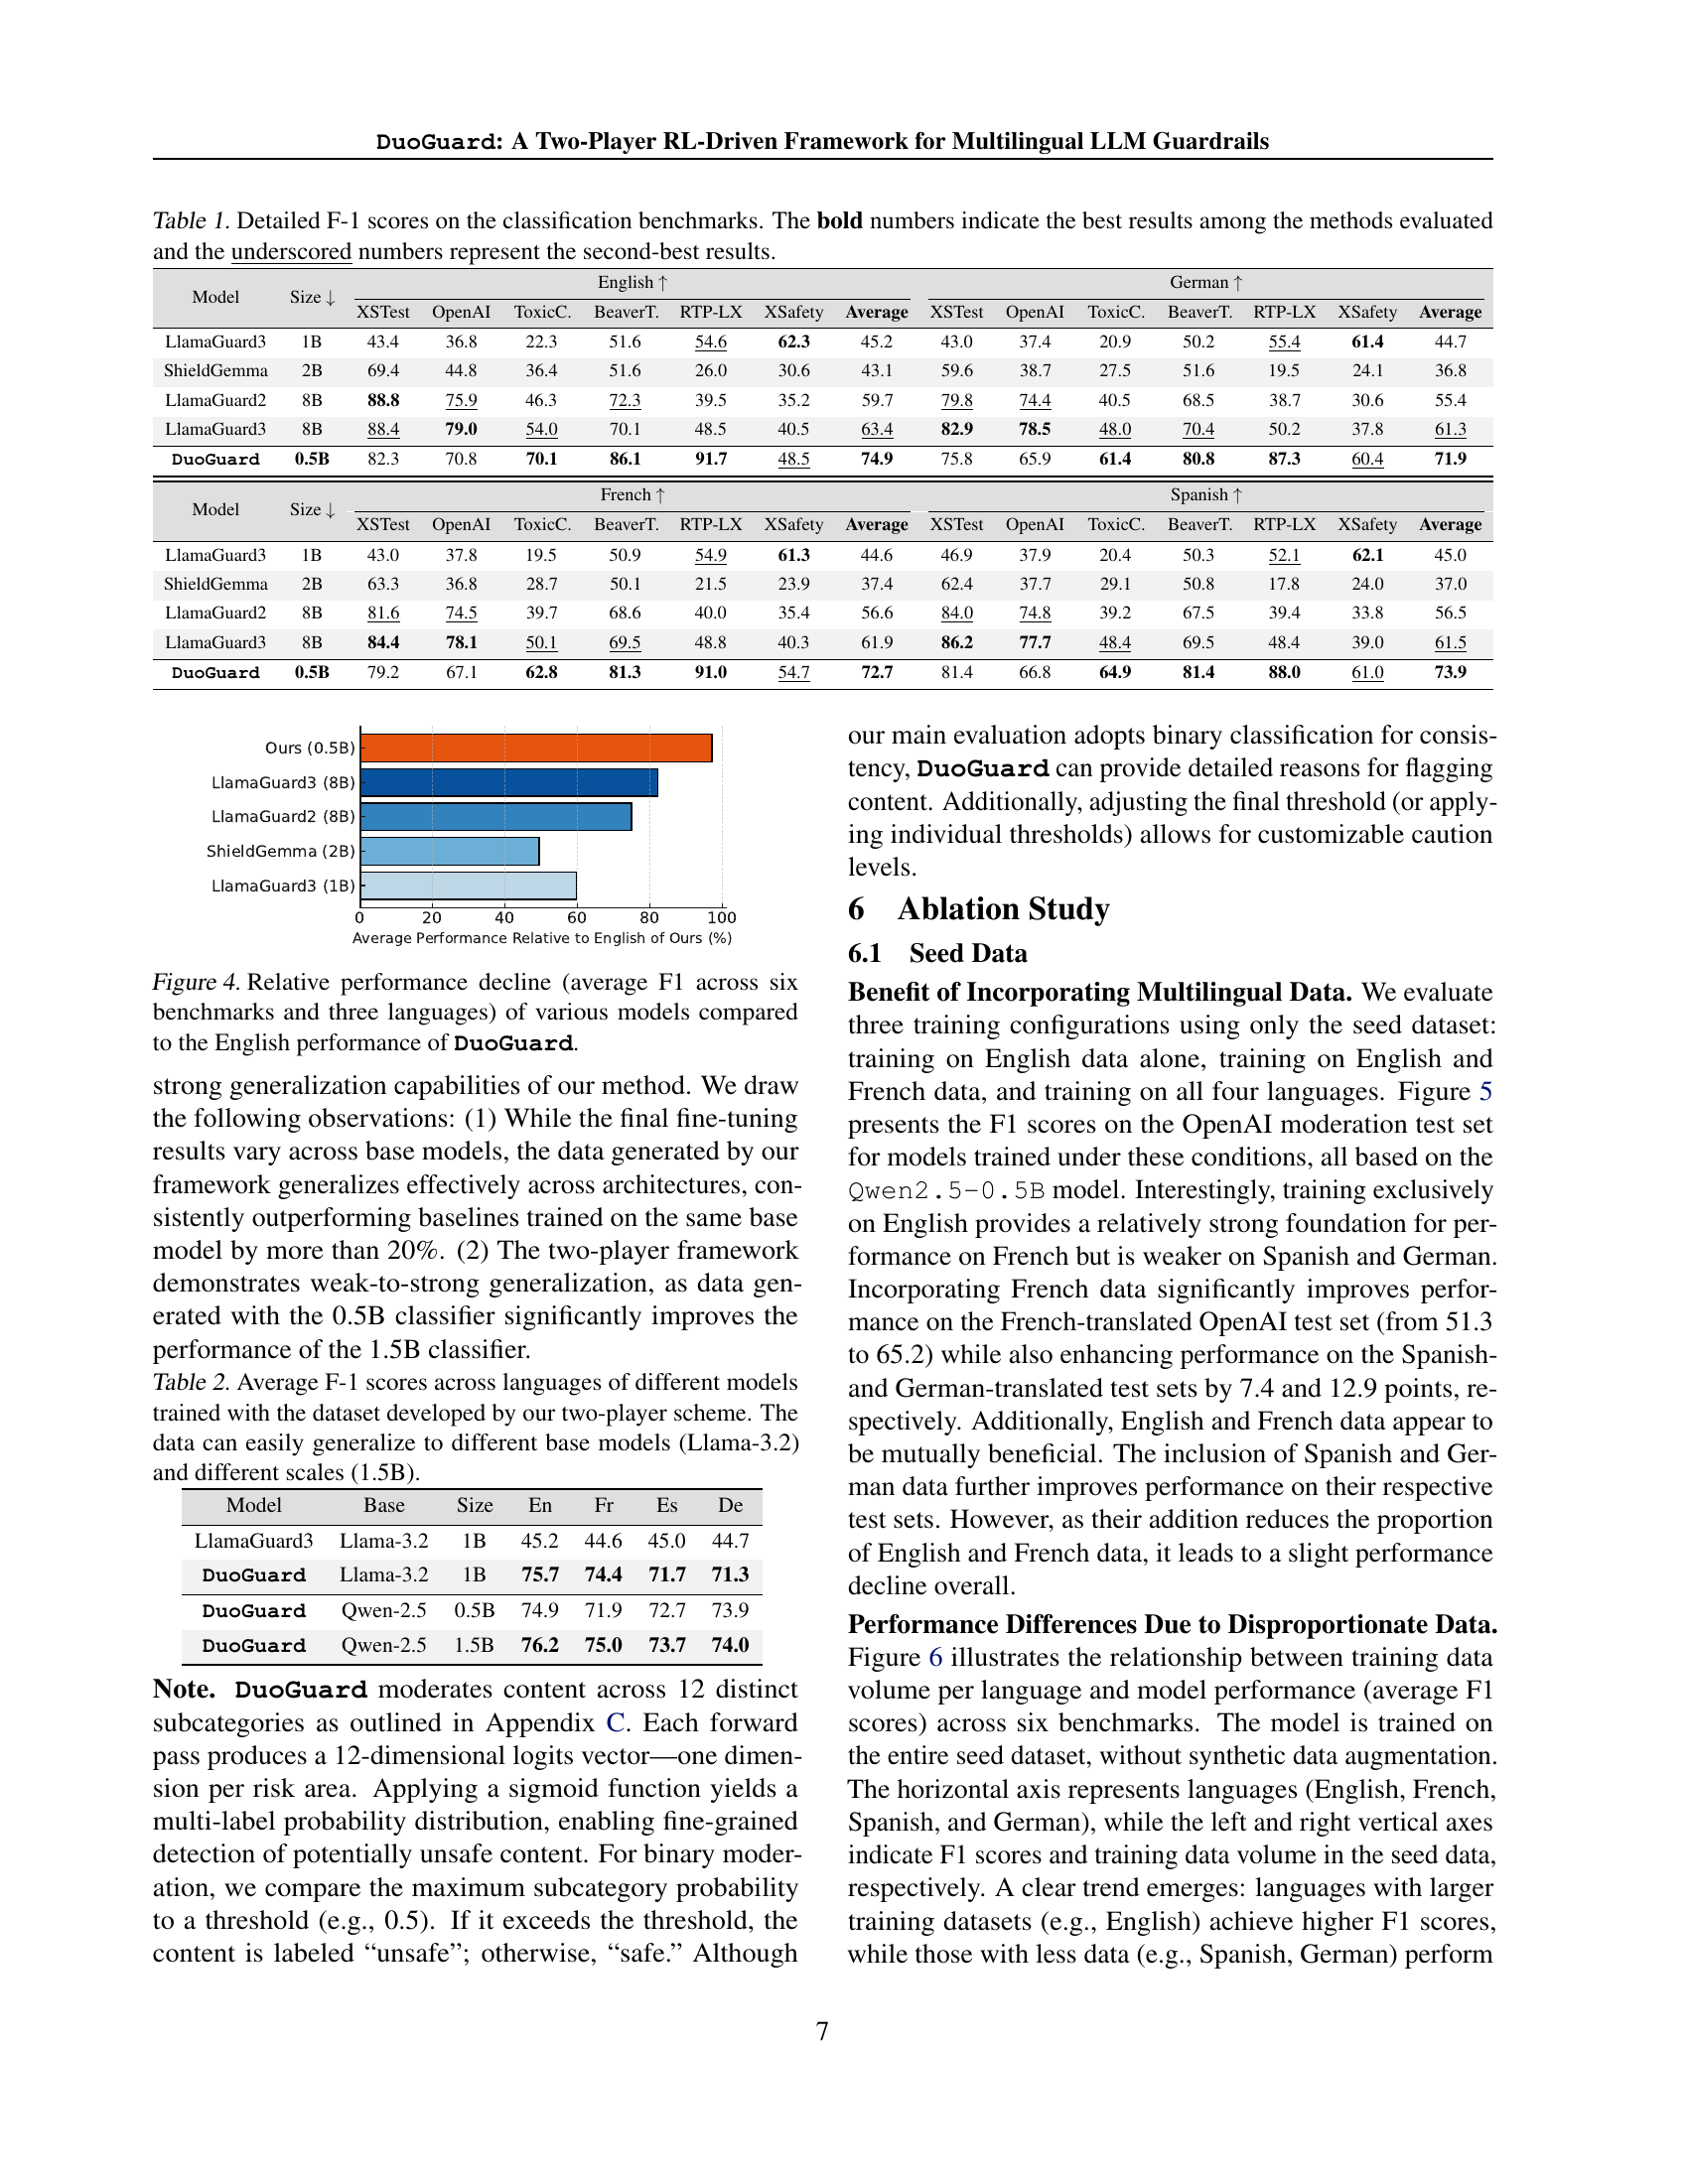 DuoGuard: A Two-Player RL-Driven Framework for Multilingual LLM Guardrails
Table 1. Detailed F-1 scores on the classification benchmarks. The bold numbers indicate the best results among the methods evaluated
and the underscored numbers represent the second-best results.
Model Size ↓ English ↑ German ↑
XSTest OpenAI ToxicC. BeaverT. RTP-LX XSafety Average XSTest OpenAI ToxicC. BeaverT. RTP-LX XSafety Average
LlamaGuard3 1B 43.4 36.8 22.3 51.6 54.6 62.3 45.2 43.0 37.4 20.9 50.2 55.4 61.4 44.7
ShieldGemma 2B 69.4 44.8 36.4 51.6 26.0 30.6 43.1 59.6 38.7 27.5 51.6 19.5 24.1 36.8
LlamaGuard2 8B 88.8 75.9 46.3 72.3 39.5 35.2 59.7 79.8 74.4 40.5 68.5 38.7 30.6 55.4
LlamaGuard3 8B 88.4 79.0 54.0 70.1 48.5 40.5 63.4 82.9 78.5 48.0 70.4 50.2 37.8 61.3
DuoGuard 0.5B 82.3 70.8 70.1 86.1 91.7 48.5 74.9 75.8 65.9 61.4 80.8 87.3 60.4 71.9
Model Size ↓ French ↑ Spanish ↑
XSTest OpenAI ToxicC. BeaverT. RTP-LX XSafety Average XSTest OpenAI ToxicC. BeaverT. RTP-LX XSafety Average
LlamaGuard3 1B 43.0 37.8 19.5 50.9 54.9 61.3 44.6 46.9 37.9 20.4 50.3 52.1 62.1 45.0
ShieldGemma 2B 63.3 36.8 28.7 50.1 21.5 23.9 37.4 62.4 37.7 29.1 50.8 17.8 24.0 37.0
LlamaGuard2 8B 81.6 74.5 39.7 68.6 40.0 35.4 56.6 84.0 74.8 39.2 67.5 39.4 33.8 56.5
LlamaGuard3 8B 84.4 78.1 50.1 69.5 48.8 40.3 61.9 86.2 77.7 48.4 69.5 48.4 39.0 61.5
DuoGuard 0.5B 79.2 67.1 62.8 81.3 91.0 54.7 72.7 81.4 66.8 64.9 81.4 88.0 61.0 73.9
Ours (0.5B)
LlamaGuard3 (8B)
LlamaGuard2 (8B)
ShieldGemma (2B)
LlamaGuard3 (1B)
0 20 40 60 80 100
Average Performance Relative to English of Ours (%)
Figure 4. Relative performance decline (average F1 across six
benchmarks and three languages) of various models compared
to the English performance of DuoGuard.
strong generalization capabilities of our method. We draw
the following observations: (1) While the final fine-tuning
results vary across base models, the data generated by our
framework generalizes effectively across architectures, con-
sistently outperforming baselines trained on the same base
model by more than 20%. (2) The two-player framework
demonstrates weak-to-strong generalization, as data gen-
erated with the 0.5B classifier significantly improves the
performance of the 1.5B classifier.
Table 2. Average F-1 scores across languages of different models
trained with the dataset developed by our two-player scheme. The
data can easily generalize to different base models (Llama-3.2)
and different scales (1.5B).
Model Base Size En Fr Es De
LlamaGuard3 Llama-3.2 1B 45.2 44.6 45.0 44.7
DuoGuard Llama-3.2 1B 75.7 74.4 71.7 71.3
DuoGuard Qwen-2.5 0.5B 74.9 71.9 72.7 73.9
DuoGuard Qwen-2.5 1.5B 76.2 75.0 73.7 74.0
Note. DuoGuard moderates content across 12 distinct
subcategories as outlined in Appendix C. Each forward
pass produces a 12-dimensional logits vector—one dimen-
sion per risk area. Applying a sigmoid function yields a
multi-label probability distribution, enabling fine-grained
detection of potentially unsafe content. For binary moder-
ation, we compare the maximum subcategory probability
to a threshold (e.g., 0.5). If it exceeds the threshold, the
content is labeled “unsafe”; otherwise, “safe.” Although
our main evaluation adopts binary classification for consis-
tency, DuoGuard can provide detailed reasons for flagging
content. Additionally, adjusting the final threshold (or apply-
ing individual thresholds) allows for customizable caution
levels.
6 Ablation Study
6.1 Seed Data
Benefit of Incorporating Multilingual Data. We evaluate
three training configurations using only the seed dataset:
training on English data alone, training on English and
French data, and training on all four languages. Figure 5
presents the F1 scores on the OpenAI moderation test set
for models trained under these conditions, all based on the
Qwen2.5-0.5B model. Interestingly, training exclusively
on English provides a relatively strong foundation for per-
formance on French but is weaker on Spanish and German.
Incorporating French data significantly improves perfor-
mance on the French-translated OpenAI test set (from 51.3
to 65.2) while also enhancing performance on the Spanish-
and German-translated test sets by 7.4 and 12.9 points, re-
spectively. Additionally, English and French data appear to
be mutually beneficial. The inclusion of Spanish and Ger-
man data further improves performance on their respective
test sets. However, as their addition reduces the proportion
of English and French data, it leads to a slight performance
decline overall.
Performance Differences Due to Disproportionate Data.
Figure 6 illustrates the relationship between training data
volume per language and model performance (average F1
scores) across six benchmarks. The model is trained on
the entire seed dataset, without synthetic data augmentation.
The horizontal axis represents languages (English, French,
Spanish, and German), while the left and right vertical axes
indicate F1 scores and training data volume in the seed data,
respectively. A clear trend emerges: languages with larger
training datasets (e.g., English) achieve higher F1 scores,
while those with less data (e.g., Spanish, German) perform
7